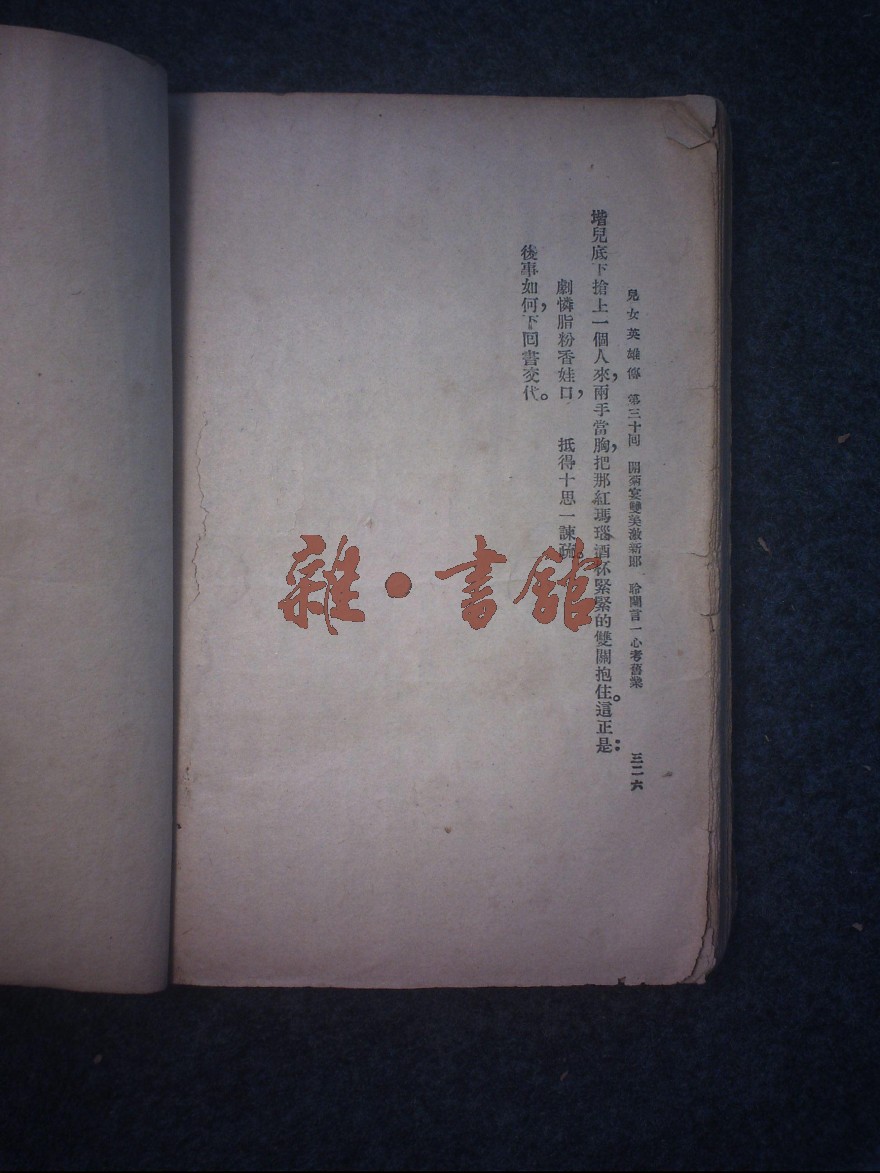 兒女英雄傳　第三十回　開菊宴雙美激新郎　聆蘭言一心考舊業　三二六
堦兒底下搶上一個人來，兩手當胸，把那紅瑪瑙酒杯緊緊的雙關抱住。這正是：
劇憐脂粉香娃口，　抵得十思一諫疏。
後事如何，下回書交代。
雜·書館